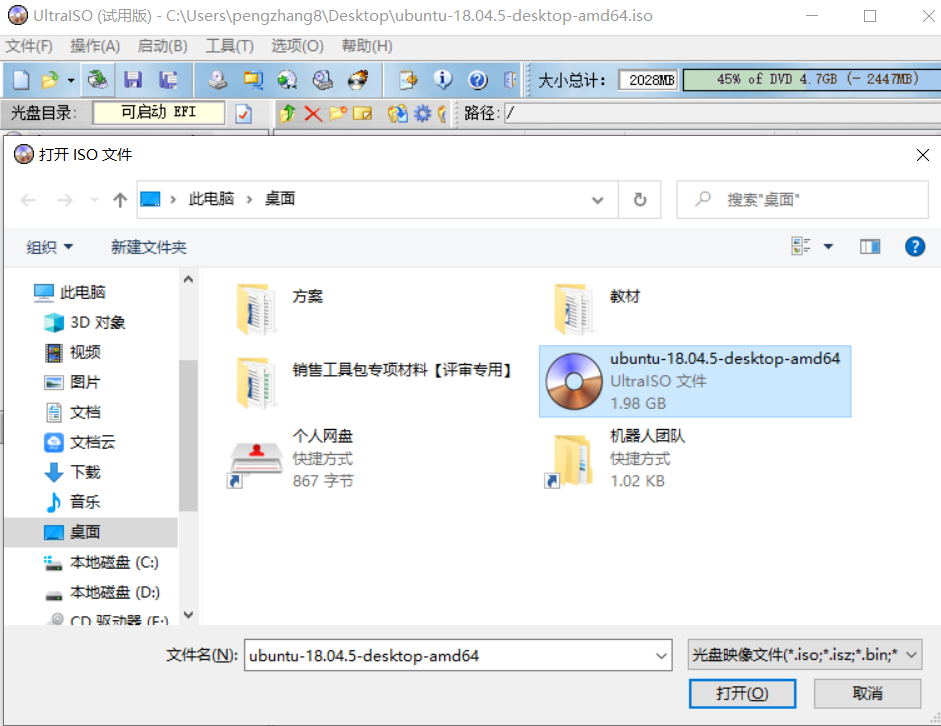 UltraISO (试用版) - C:\Users\pengzhang8\Desktop\ubuntu-18.04.5-desktop-amd64.iso
文件(F) 操作(A) 启动(B) 工具(T) 选项(O) 帮助(H)
大小总计: 2028MB 45% of DVD 4.7GB (- 2447MB)
光盘目录: 可启动 EFI 路径: /
打开 ISO 文件
此电脑 桌面 搜索"桌面"
组织 新建文件夹
此电脑
3D 对象
视频
图片
文档
文档云
下载
音乐
桌面
本地磁盘 (C:)
本地磁盘 (D:)
CD 驱动器 (F:)
方案
教材
销售工具包专项材料【评审专用】
ubuntu-18.04.5-desktop-amd64
UltraISO 文件
1.98 GB
个人网盘
快捷方式
867 字节
机器人团队
快捷方式
1.02 KB
文件名(N): ubuntu-18.04.5-desktop-amd64 光盘映像文件(*.iso;*.isz;*.bin;*
打开(O) 取消